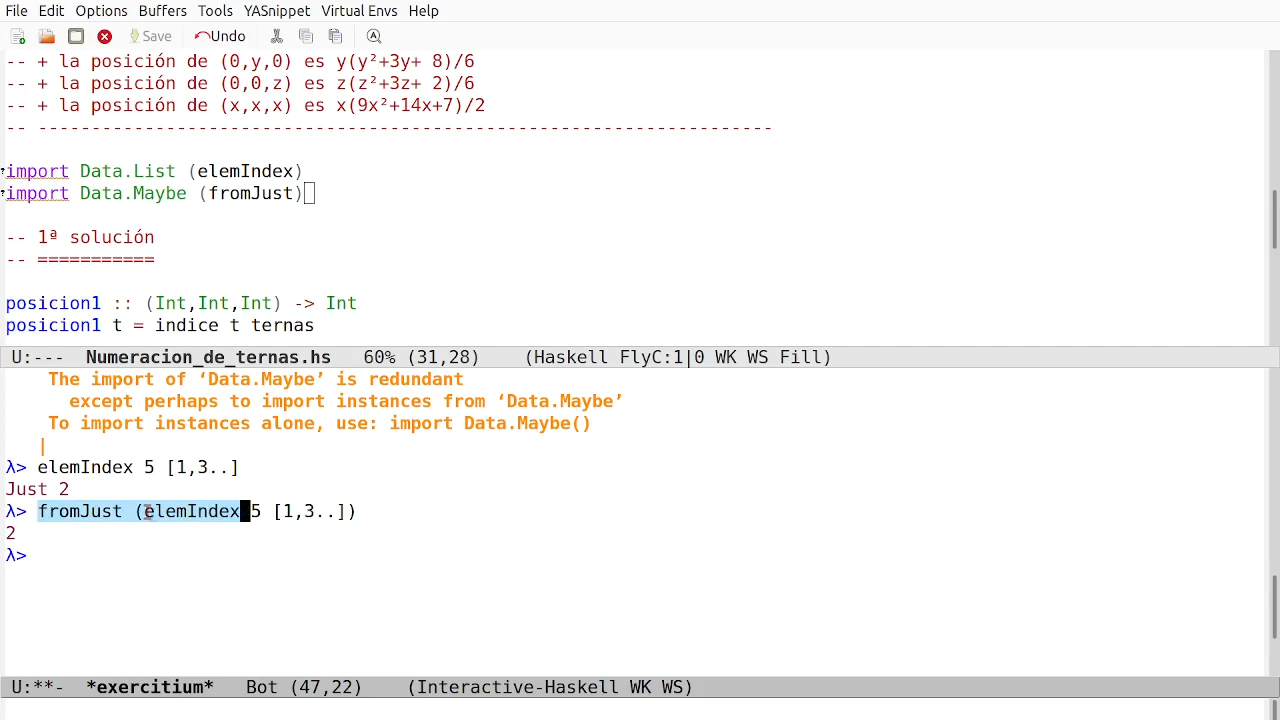 File Edit Options Buffers Tools YASnippet Virtual Envs Help
Save Undo
-- + la posición de (0,y,0) es y(y²+3y+ 8)/6
-- + la posición de (0,0,z) es z(z²+3z+ 2)/6
-- + la posición de (x,x,x) es x(9x²+14x+7)/2
-- ---------------------------------------------------------------------
import Data.List (elemIndex)
import Data.Maybe (fromJust)
-- 1ª solución
-- ===========
posicion1 :: (Int,Int,Int) -> Int
posicion1 t = indice t ternas
U:--- Numeracion_de_ternas.hs 60% (31,28) (Haskell FlyC:1|0 WK WS Fill)
The import of ‘Data.Maybe’ is redundant
except perhaps to import instances from ‘Data.Maybe’
To import instances alone, use: import Data.Maybe()
|
λ> elemIndex 5 [1,3..]
Just 2
λ> fromJust (elemIndex 5 [1,3..])
2
λ>
U:**- *exercitium* Bot (47,22) (Interactive-Haskell WK WS)